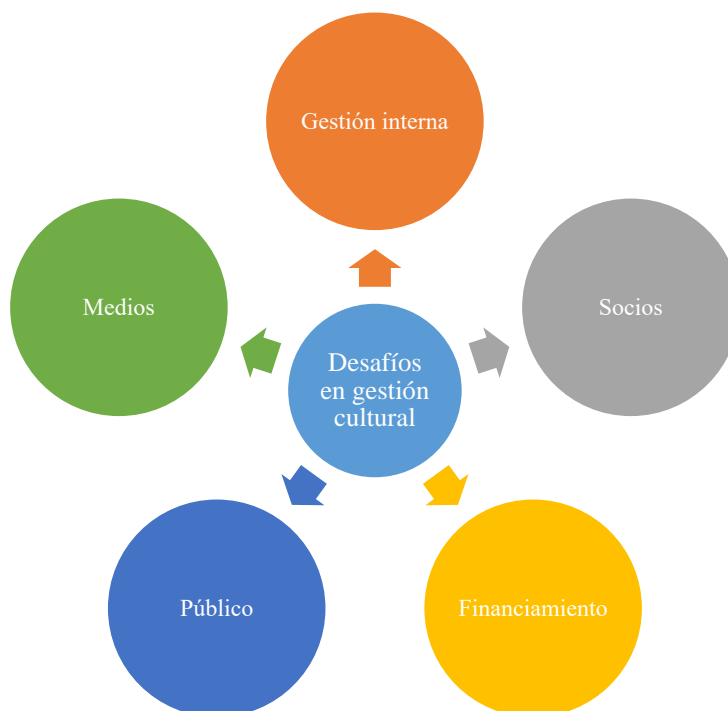 Gestión interna
Medios
Socios
Desafíos
en gestión
cultural
Público
Financiamiento